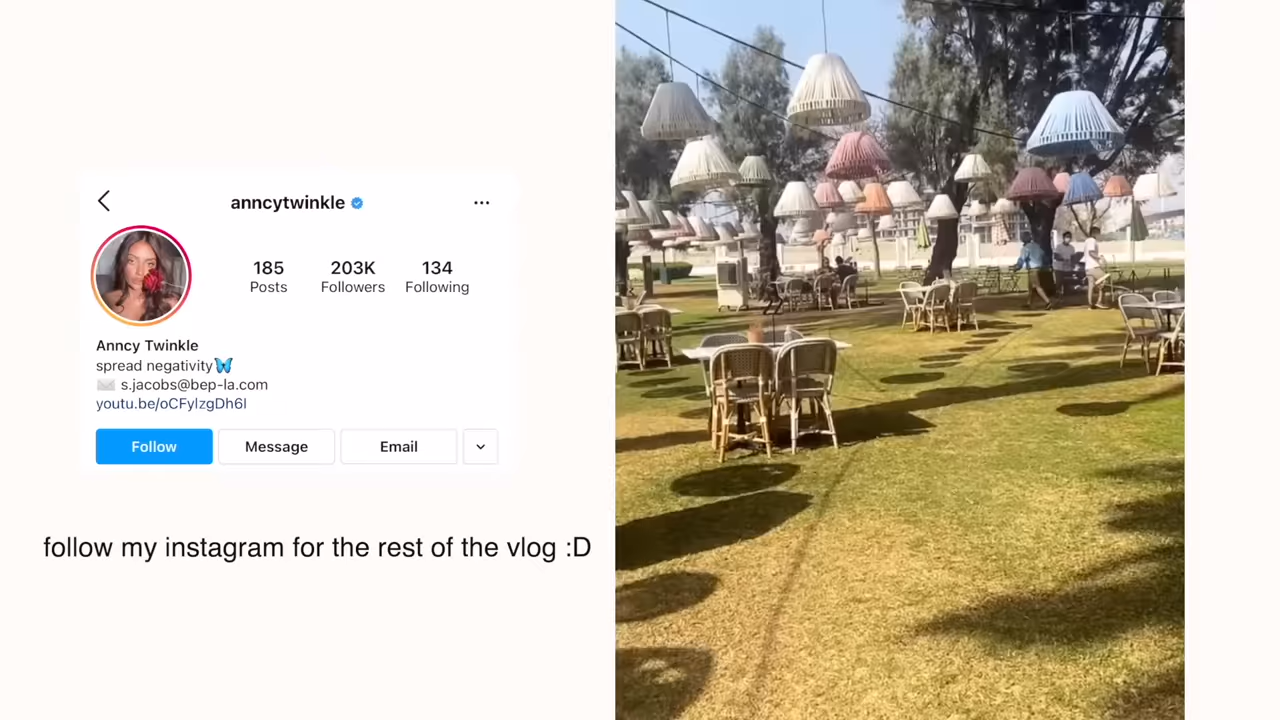 anncytwinkle
185
203K
134
Posts
Followers
Following
Anncy Twinkle
spread negativity🦋
s.jacobs@bep-la.com
youtu.be/oCFyIzgDh6I
Follow
Message
Email
follow my instagram for the rest of the vlog :D